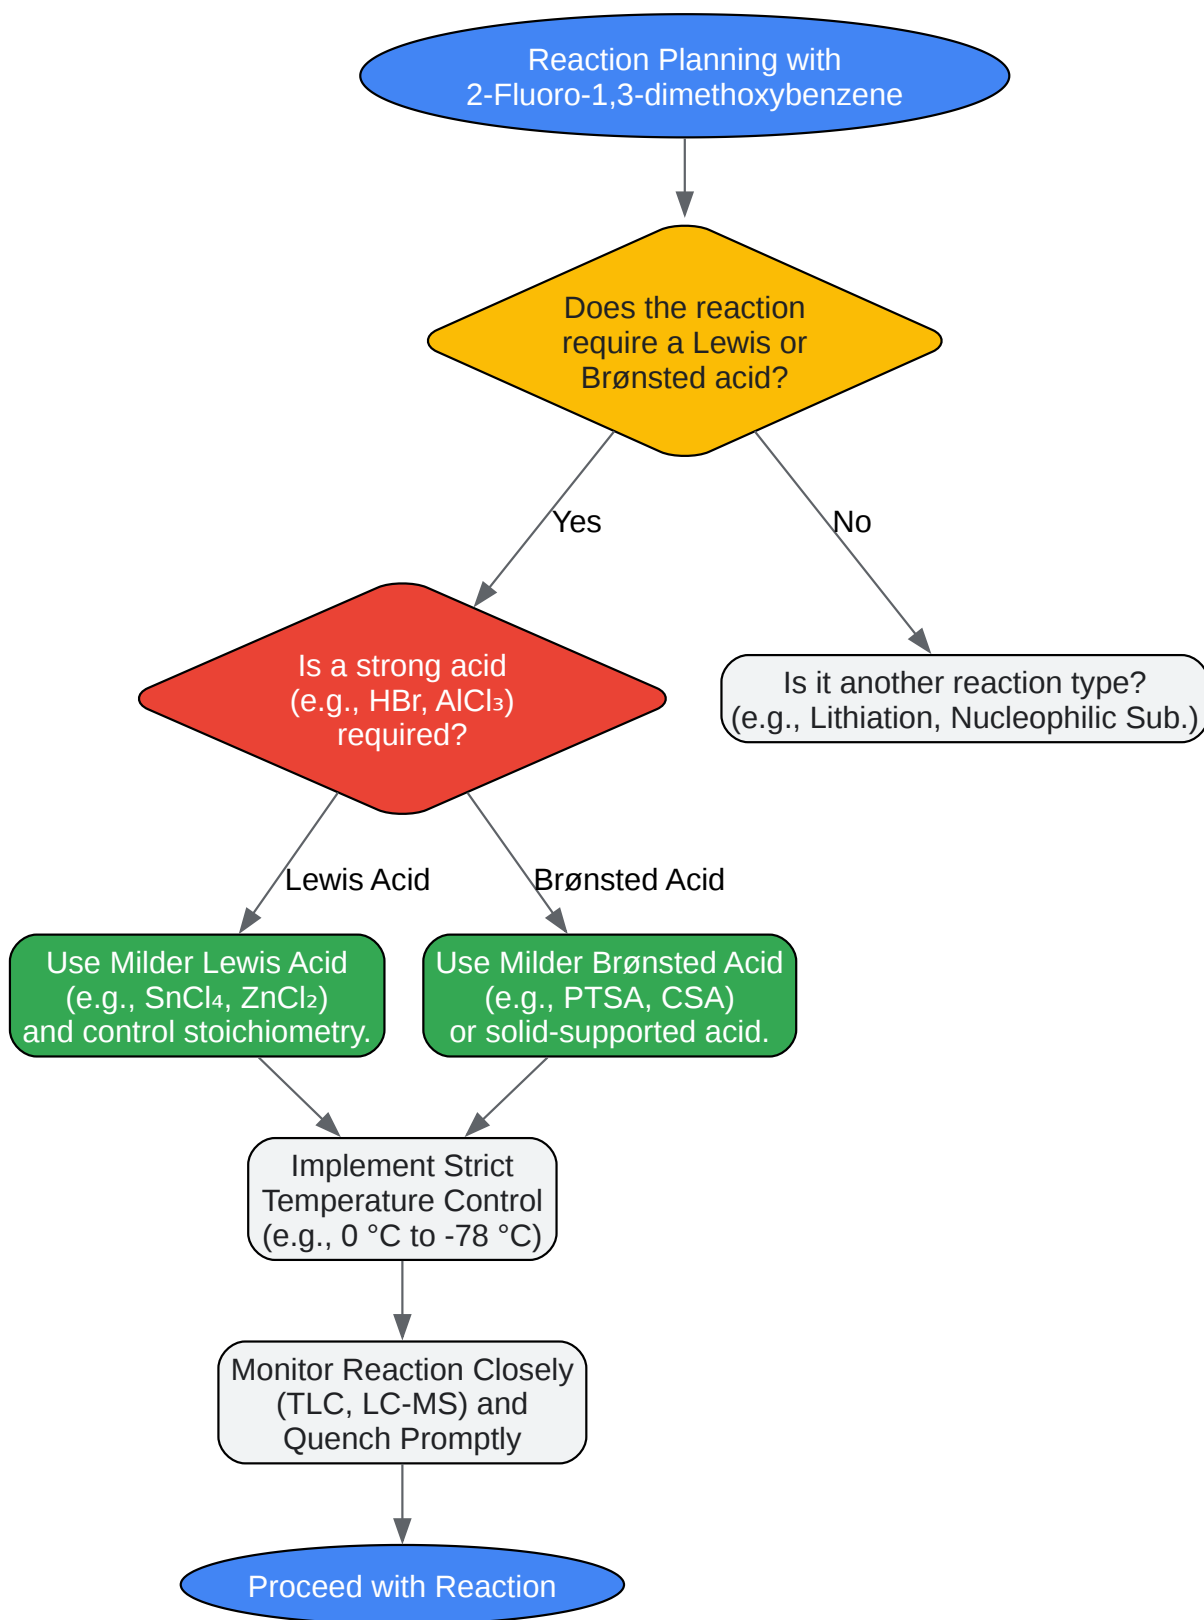 Reaction Planning with
2-Fluoro-1,3-dimethoxybenzene
Does the reaction
require a Lewis or
Brønsted acid?
Yes
No
Is a strong acid
(e.g., HBr, AlCl₃)
required?
Is it another reaction type?
(e.g., Lithiation, Nucleophilic Sub.)
Lewis Acid
Brønsted Acid
Use Milder Lewis Acid
(e.g., SnCl₄, ZnCl₂)
and control stoichiometry.
Use Milder Brønsted Acid
(e.g., PTSA, CSA)
or solid-supported acid.
Implement Strict
Temperature Control
(e.g., 0 °C to -78 °C)
Monitor Reaction Closely
(TLC, LC-MS) and
Quench Promptly
Proceed with Reaction